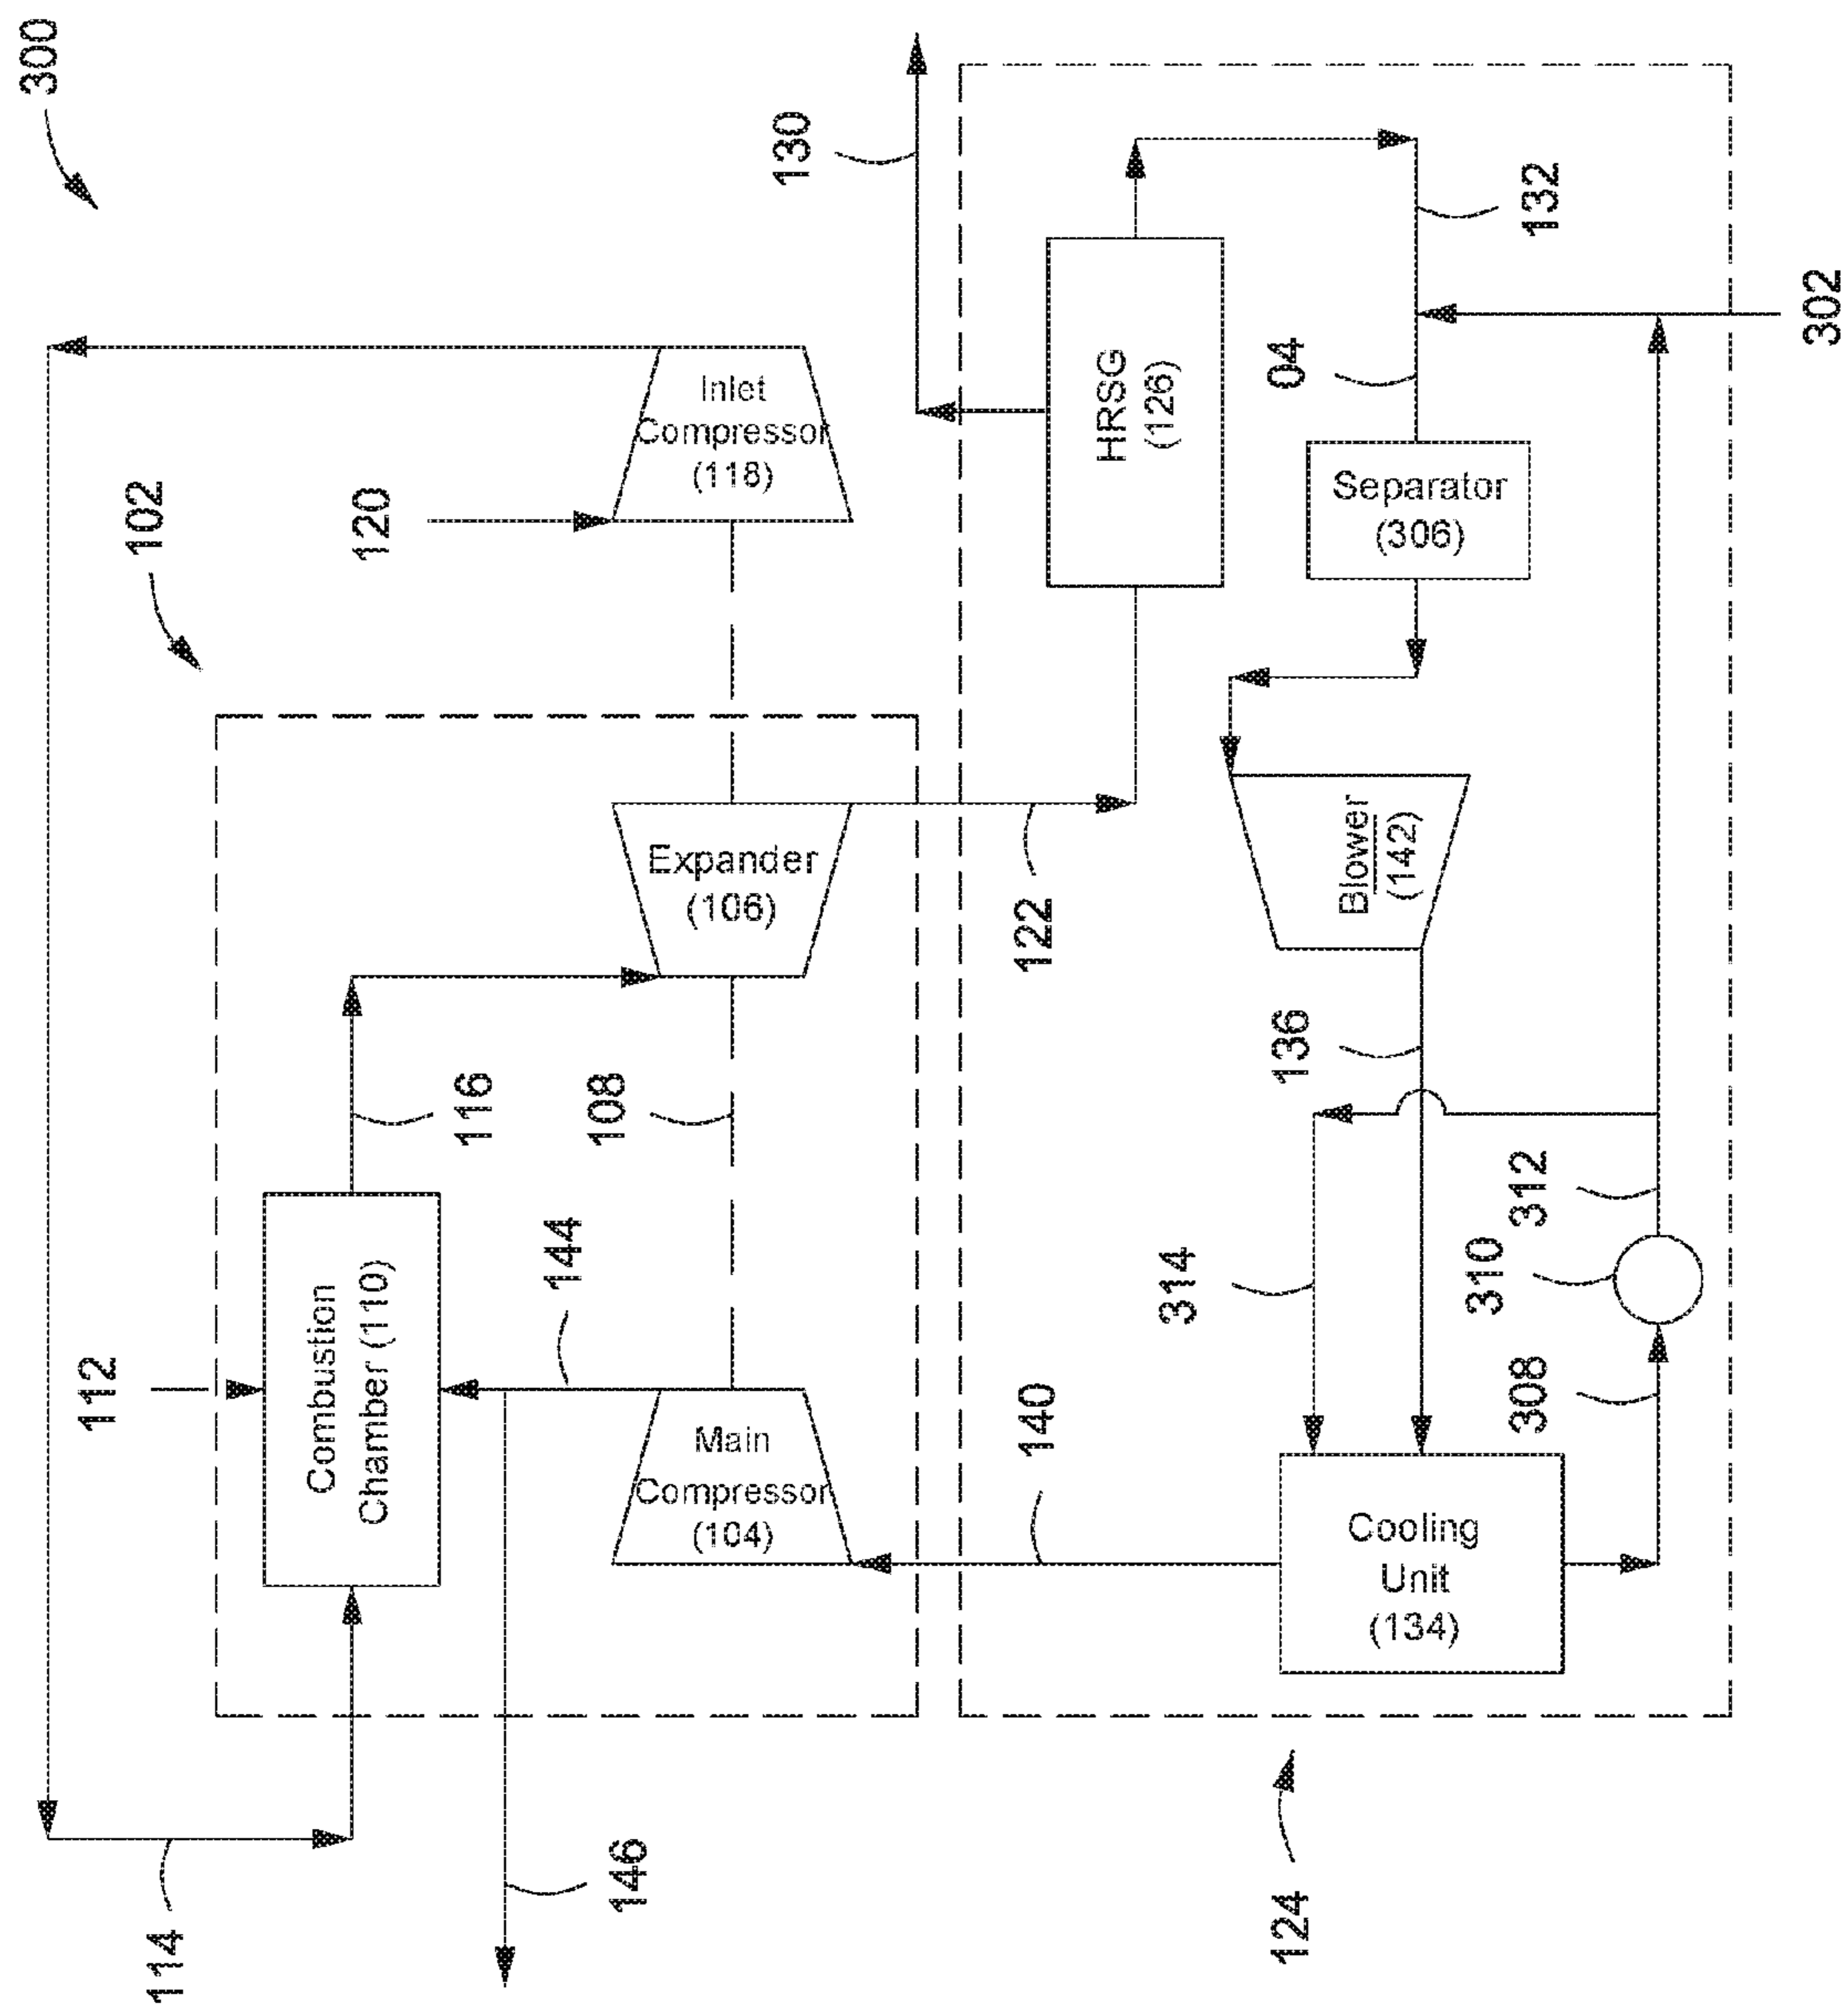 300
102
130
120
Inlet
Compressor
(118)
HRSG
(126)
132
04
302
Separator
(306)
Expander
(106)
122
Blower
(142)
116
108
136
112
Combustion
Chamber (110)
144
314
312
310
308
Main
Compressor
(104)
140
Cooling
Unit
(134)
114
146
124